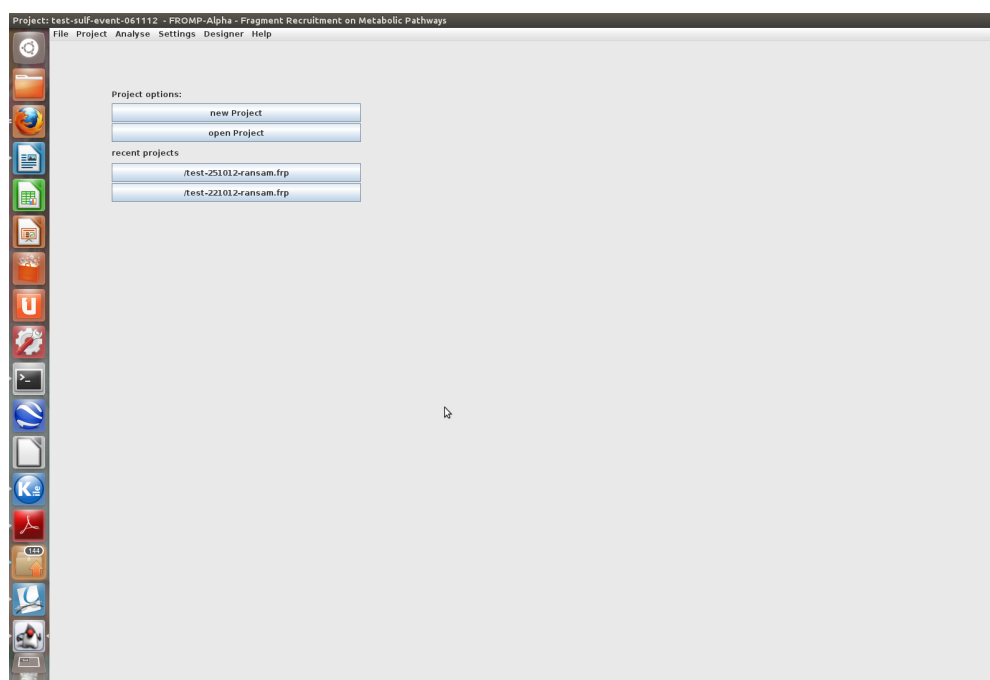 Project: test-sulf-event-061112 - FROMP-Alpha - Fragment Recruitment on Metabolic Pathways
File Project Analyse Settings Designer Help
Project options:
new Project
open Project
recent projects
/test-251012-ransam.frp
/test-221012-ransam.frp
U
>_
K
144